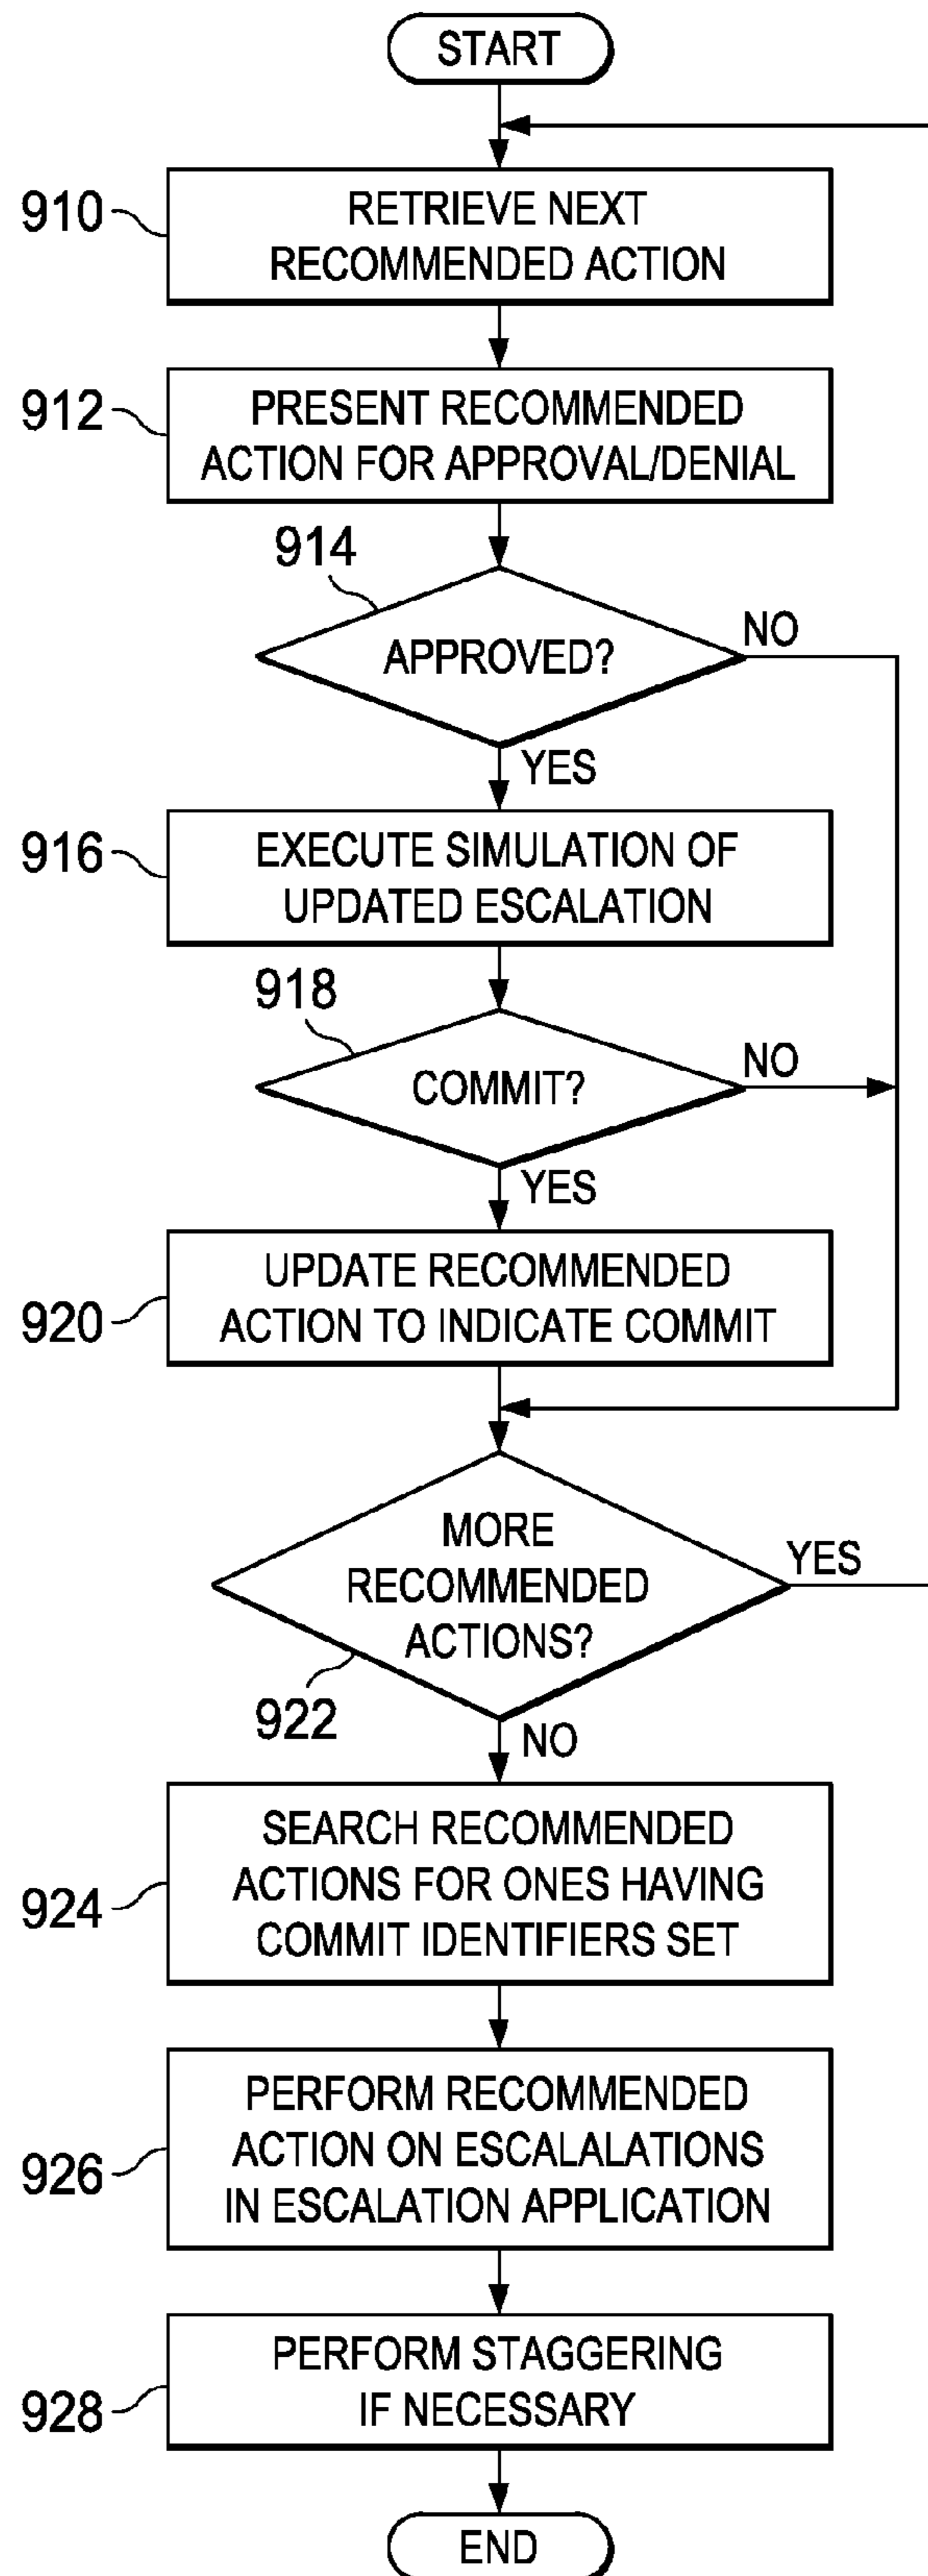 START
910
RETRIEVE NEXT
RECOMMENDED ACTION
912
PRESENT RECOMMENDED
ACTION FOR APPROVAL/DENIAL
914
APPROVED?
NO
YES
916
EXECUTE SIMULATION OF
UPDATED ESCALATION
918
COMMIT?
NO
YES
920
UPDATE RECOMMENDED
ACTION TO INDICATE COMMIT
MORE
RECOMMENDED
ACTIONS?
YES
922
NO
924
SEARCH RECOMMENDED
ACTIONS FOR ONES HAVING
COMMIT IDENTIFIERS SET
926
PERFORM RECOMMENDED
ACTION ON ESCALALATIONS
IN ESCALATION APPLICATION
928
PERFORM STAGGERING
IF NECESSARY
END